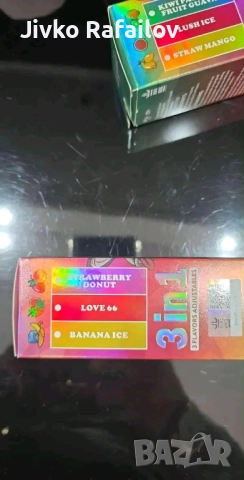 Jivko Rafailov
KIWI P
FRUIT GUAVA
LUSH ICE
STRAW MANGO
STRAWBERRY
DONUT
LOVE 66
BANANA ICE
3in1
3 FLAVORS ADJUSTABLES
BAZAR